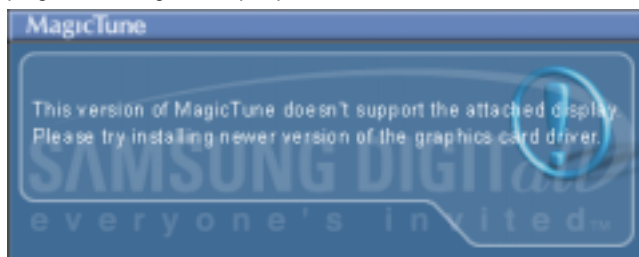 MagicTune
This version of MagicTune doesn't support the attached display.
Please try installing newer version of the graphics card driver.
SAMSUNG DIGITall
everyone's invited™